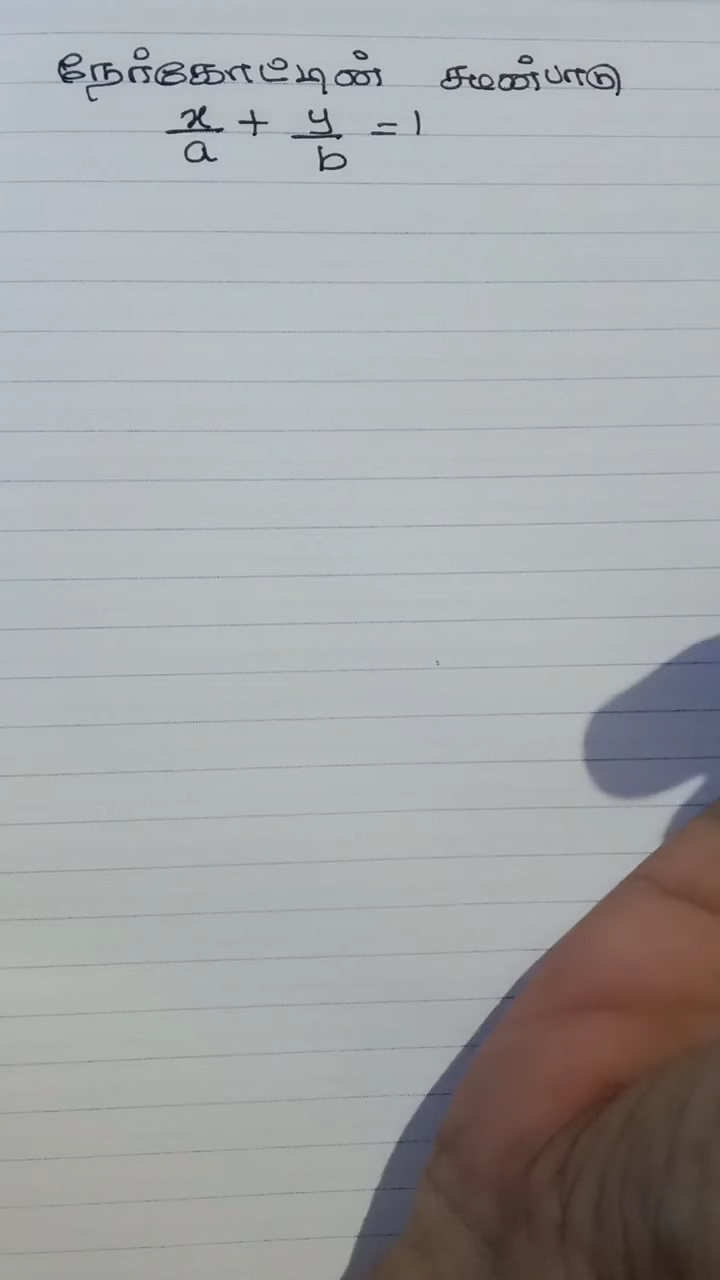 நேர்கோட்டின் சமன்பாடு
x/a + y/b = 1